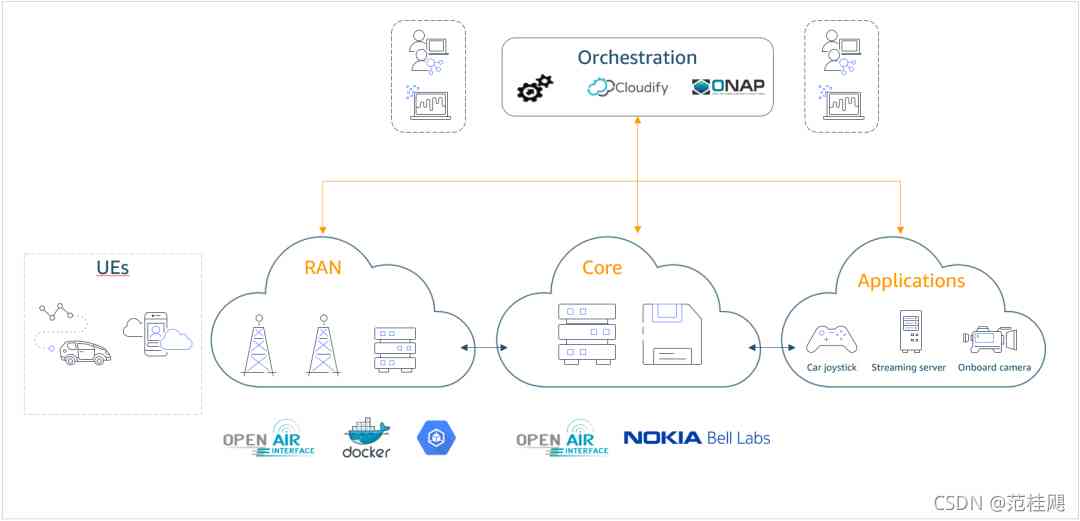 Orchestration
Cloudify
ONAP
UEs
RAN
Core
Applications
Car joystick
Streaming server
Onboard camera
OPEN AIR
INTERFACE
docker
OPEN AIR
INTERFACE
NOKIA Bell Labs
CSDN @范桂飓